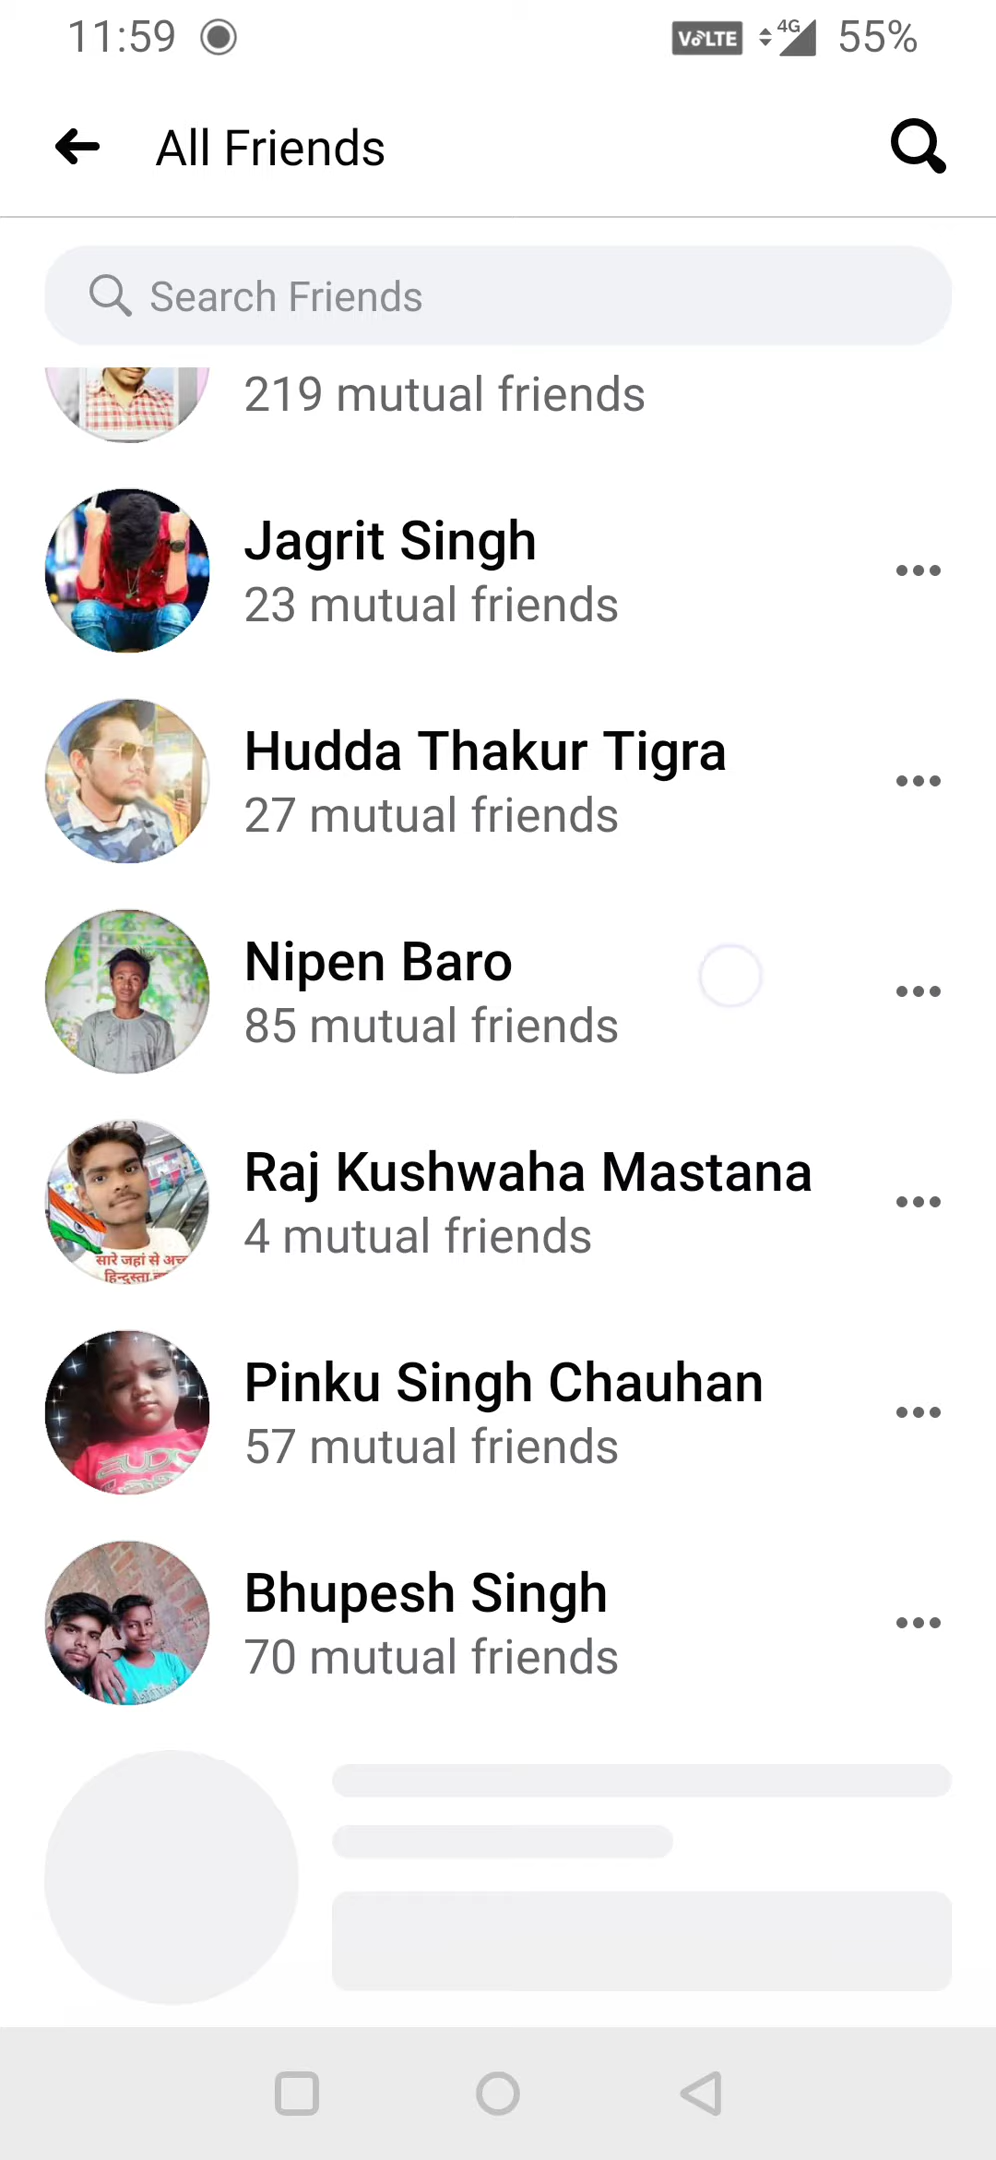 11:59 VoLTE 4G 55%
All Friends
Search Friends
219 mutual friends
Jagrit Singh
23 mutual friends
Hudda Thakur Tigra
27 mutual friends
Nipen Baro
85 mutual friends
Raj Kushwaha Mastana
4 mutual friends
सारे जहां से अच
हिन्दुस्ता
Pinku Singh Chauhan
57 mutual friends
Bhupesh Singh
70 mutual friends